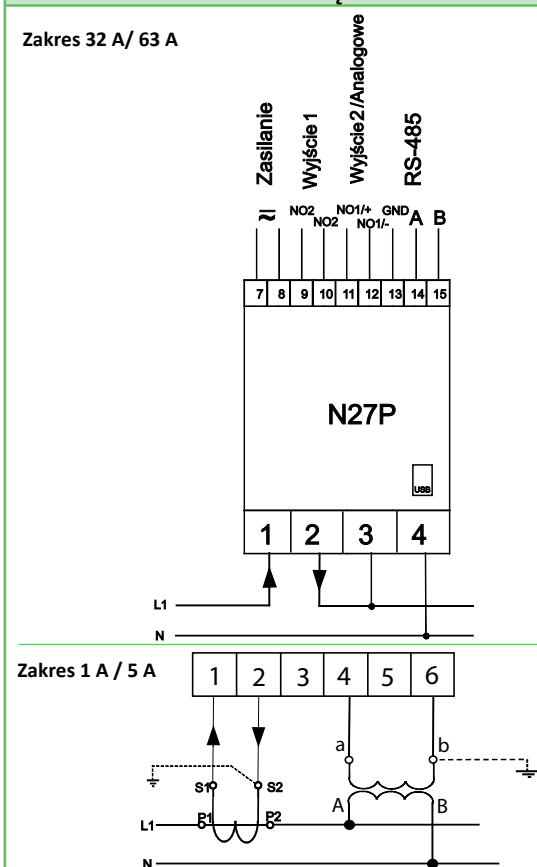 Zakres 32 A/ 63 A
Zasilanie
Wyjście 1
Wyjście 2 /Analogowe
RS-485
NO2
NO2
NO1/+
NO1/-
GND
A
B
7 8 9 10 11 12 13 14 15
N27P
USB
1 2 3 4
L1
N
Zakres 1 A / 5 A
1 2 3 4 5 6
a b
S1 S2
A B
P1 P2
L1
N